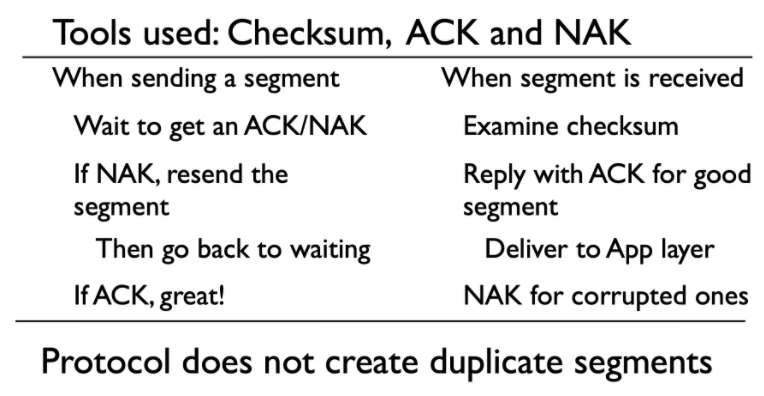 Tools used: Checksum, ACK and NAK
When sending a segment
Wait to get an ACK/NAK
If NAK, resend the
segment
Then go back to waiting
If ACK, great!
When segment is received
Examine checksum
Reply with ACK for good
segment
Deliver to App layer
NAK for corrupted ones
Protocol does not create duplicate segments